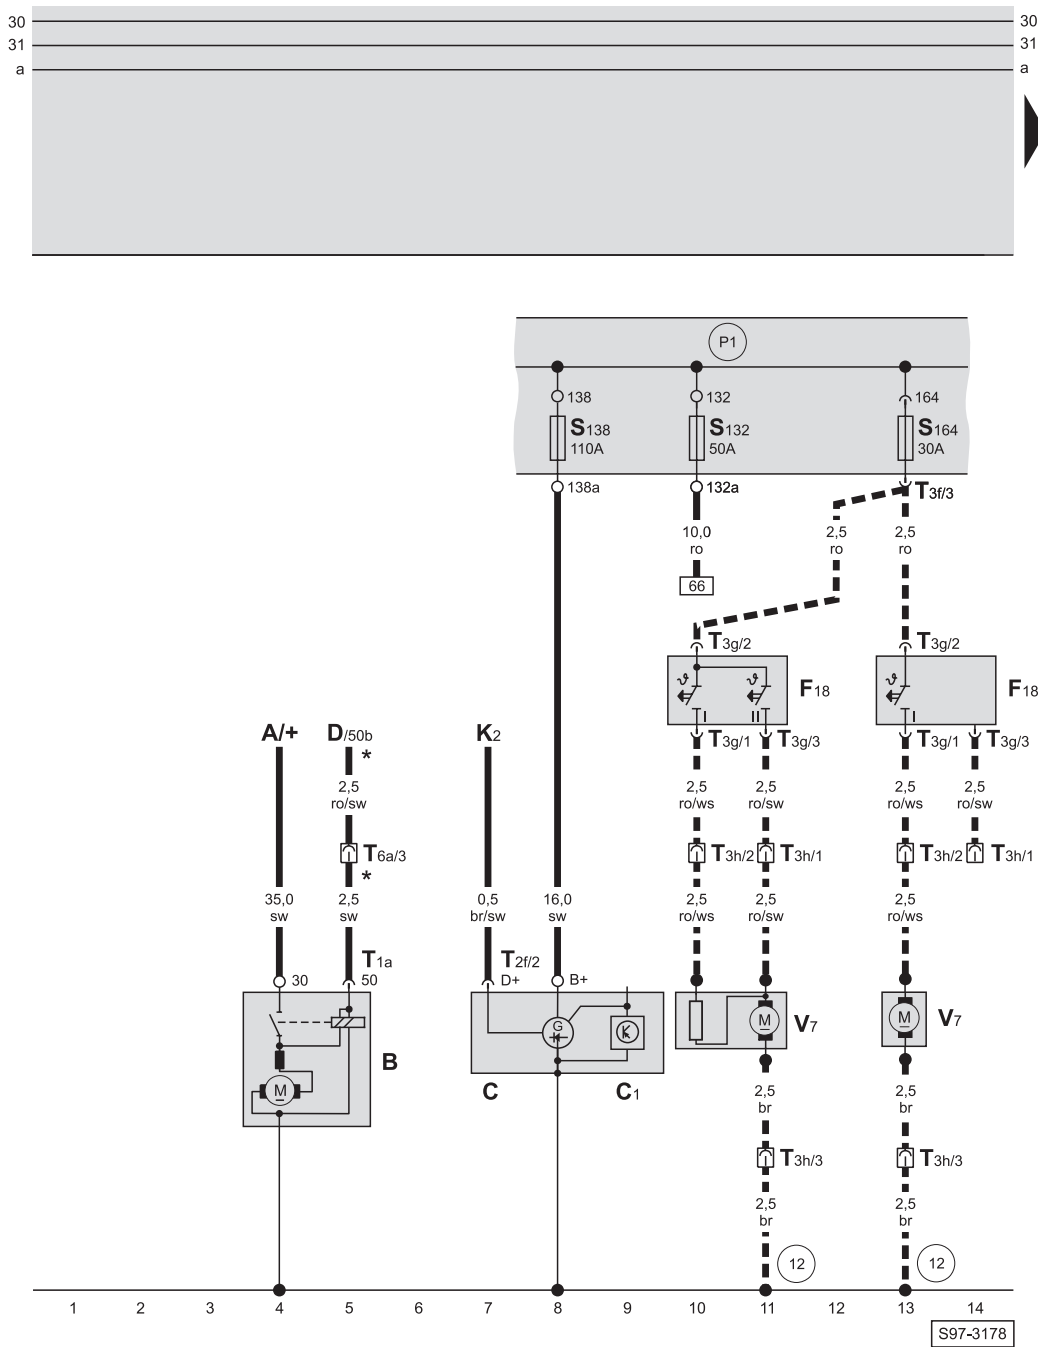 30 30
31 31
a a
P1
138 132 164
S138 S132 S164
110A 50A 30A
138a 132a T3f/3
10,0 2,5 2,5
ro ro ro
66
T3g/2 T3g/2
ϑ ϑ F18 ϑ F18
I II I
A/+ D/50b K2 T3g/1 T3g/3 T3g/1 T3g/3
*
2,5 2,5 2,5 2,5 2,5
ro/sw ro/ws ro/sw ro/ws ro/sw
T6a/3 T3h/2 T3h/1 T3h/2 T3h/1
*
35,0 2,5 0,5 16,0 2,5 2,5 2,5
sw sw br/sw sw ro/ws ro/sw ro/ws
T1a T2f/2
30 50 D+ B+
G M V7 M V7
B
M C C1 2,5 2,5
br br
T3h/3 T3h/3
2,5 2,5
br br
12 12
1 2 3 4 5 6 7 8 9 10 11 12 13 14
S97-3178